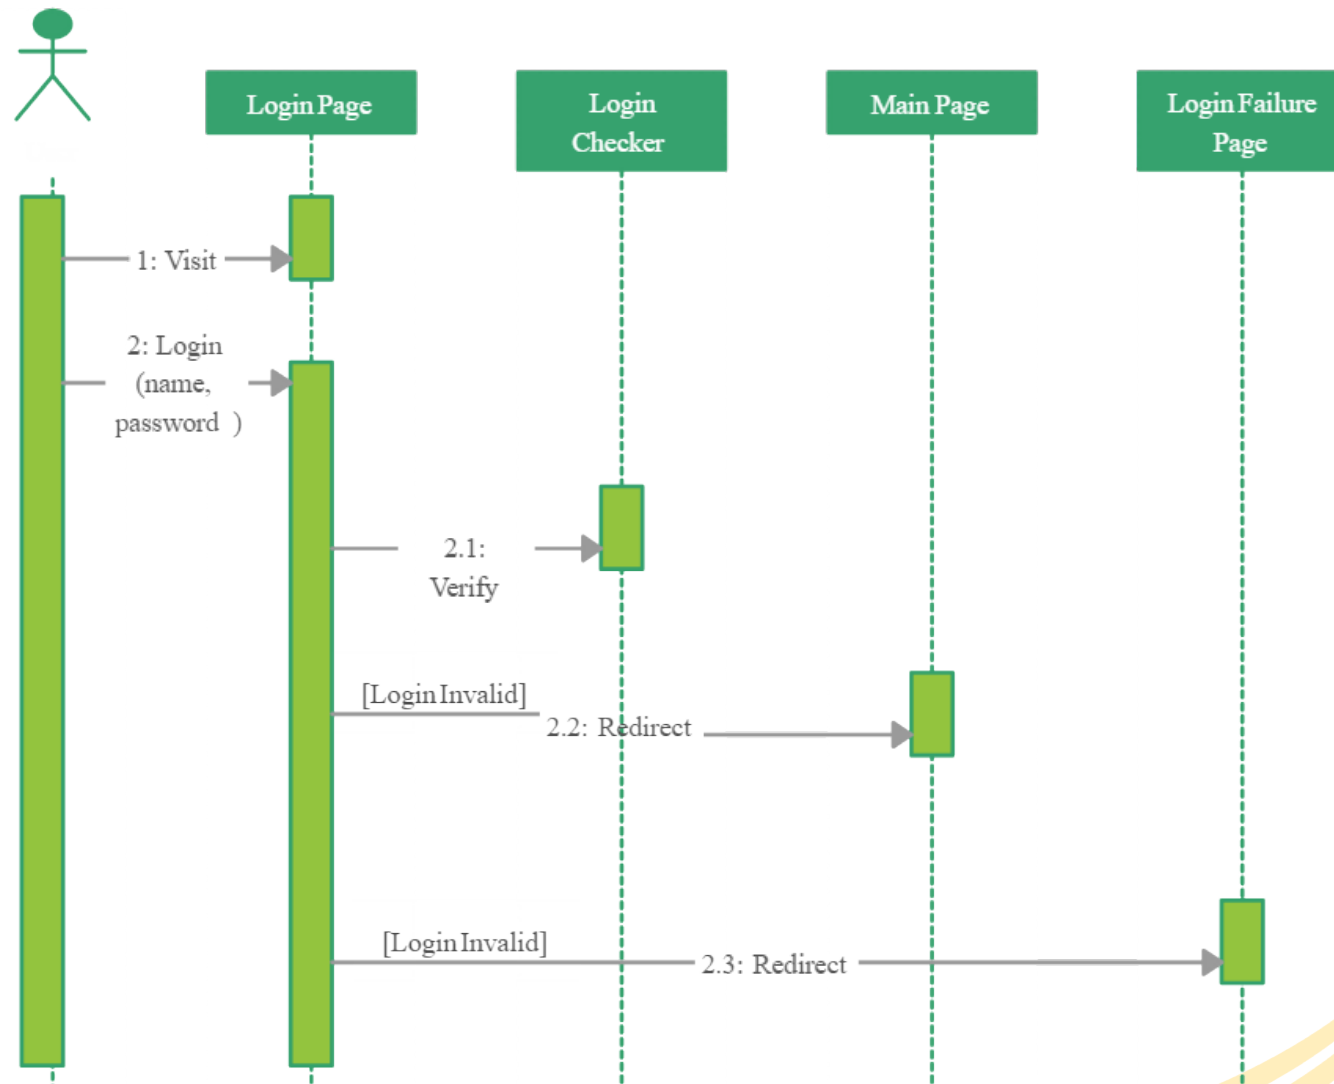 Login Page
Login
Checker
Main Page
Login Failure
Page
1: Visit
2: Login
(name,
password )
2.1:
Verify
[Login Invalid]
2.2: Redirect
[Login Invalid]
2.3: Redirect